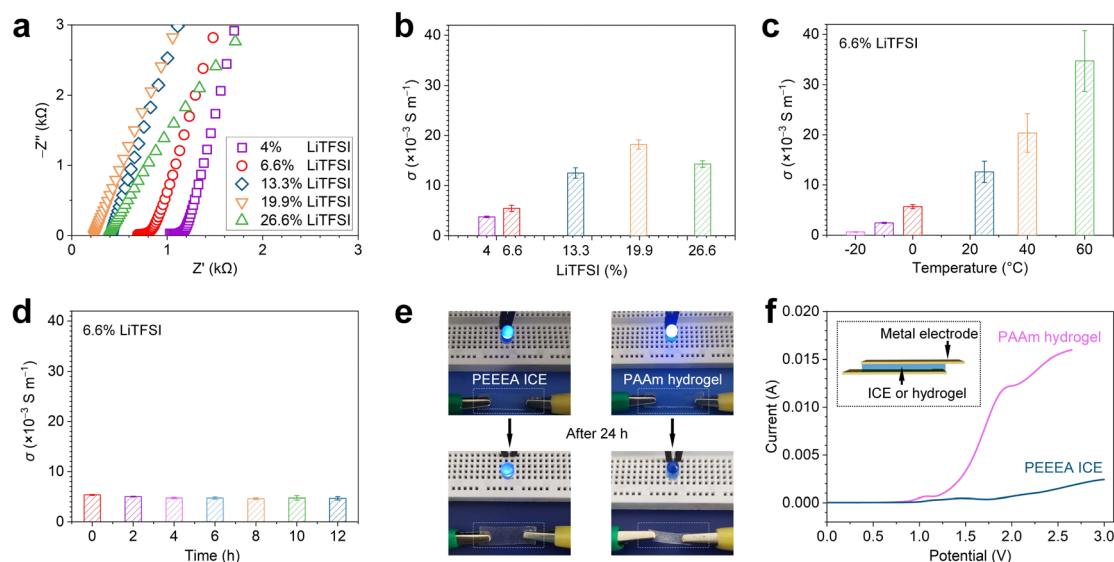 a
−Z″ (kΩ)
3
2
1
0
0
1
2
3
Z' (kΩ)
4% LiTFSI
6.6% LiTFSI
13.3% LiTFSI
19.9% LiTFSI
26.6% LiTFSI
b
σ (×10⁻³ S m⁻¹)
40
30
20
10
0
4
6.6
13.3
19.9
26.6
LiTFSI (%)
c
6.6% LiTFSI
σ (×10⁻³ S m⁻¹)
40
30
20
10
0
-20
0
20
40
60
Temperature (°C)
d
6.6% LiTFSI
σ (×10⁻³ S m⁻¹)
40
30
20
10
0
0
2
4
6
8
10
12
Time (h)
e
PEEEA ICE
PAAm hydrogel
After 24 h
f
Current (A)
0.020
0.015
0.010
0.005
0.000
Metal electrode
ICE or hydrogel
PAAm hydrogel
PEEEA ICE
0.0
0.5
1.0
1.5
2.0
2.5
3.0
Potential (V)